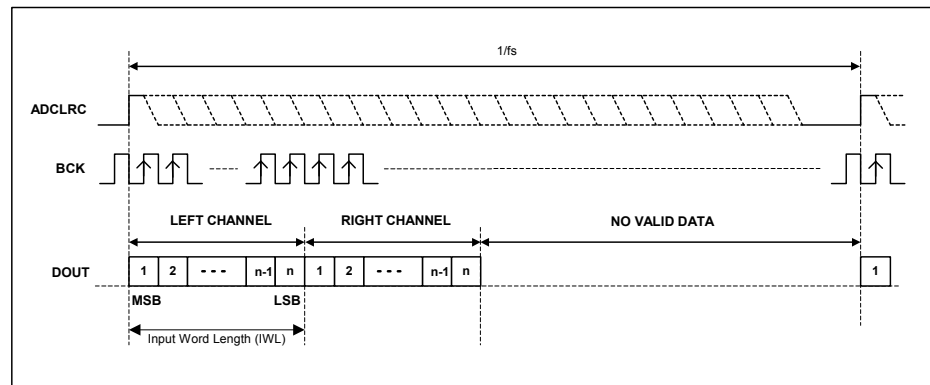 1/fs
ADCLRC
BCK
LEFT CHANNEL RIGHT CHANNEL NO VALID DATA
DOUT 1 2 - - - n-1 n 1 2 - - - n-1 n 1
MSB LSB
Input Word Length (IWL)